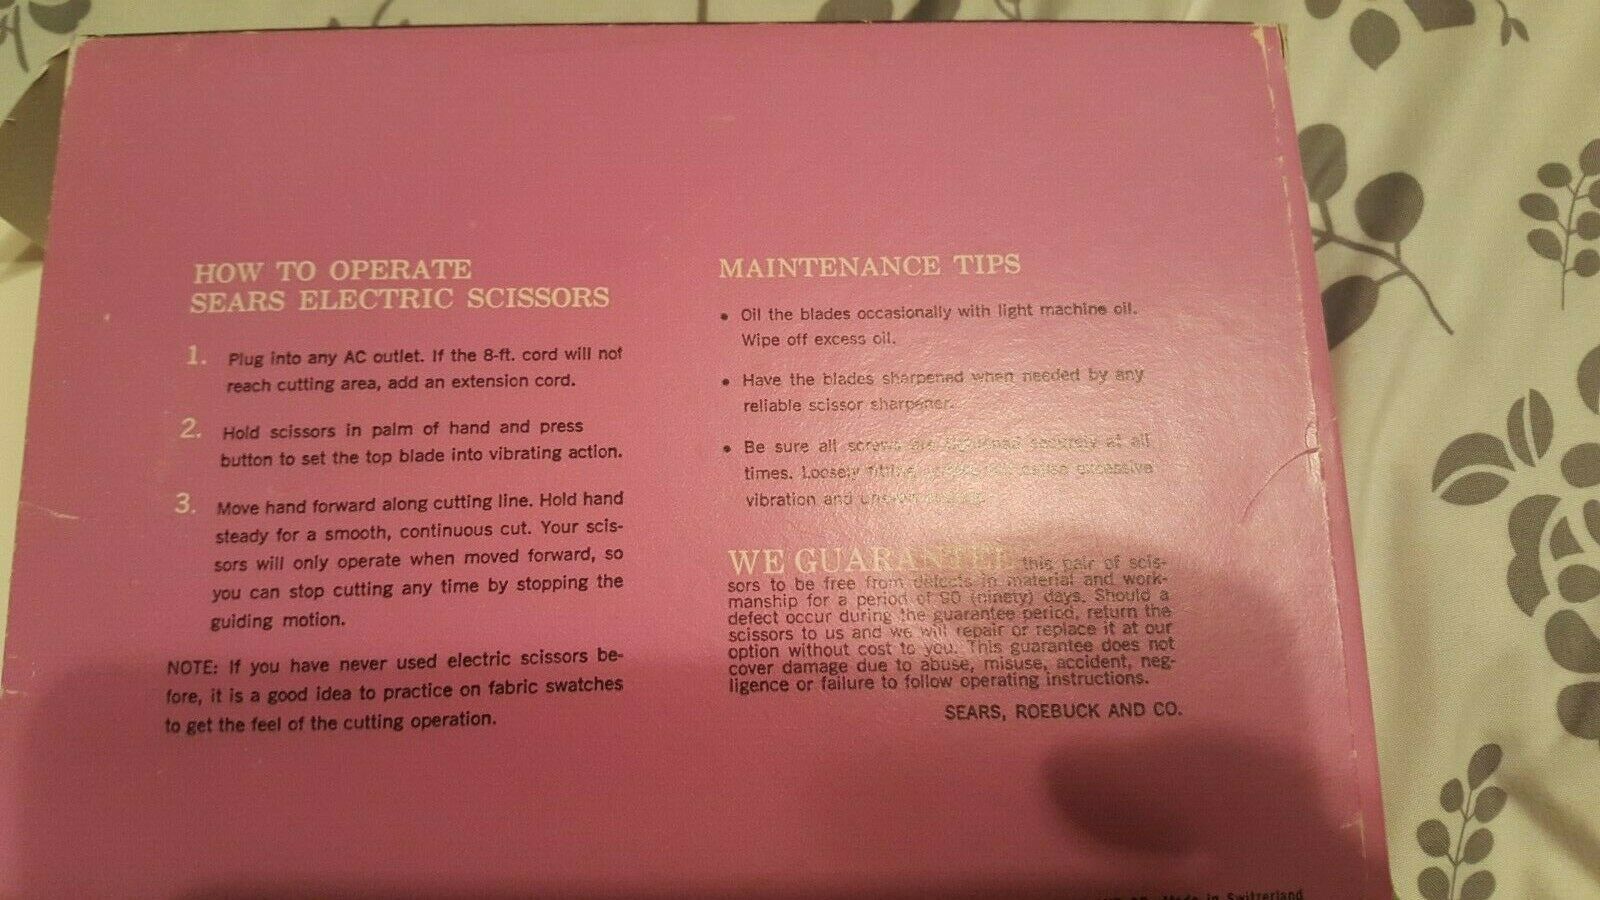 HOW TO OPERATE
SEARS ELECTRIC SCISSORS
1. Plug into any AC outlet. If the 8-ft. cord will not
reach cutting area, add an extension cord.
2. Hold scissors in palm of hand and press
button to set the top blade into vibrating action.
3. Move hand forward along cutting line. Hold hand
steady for a smooth, continuous cut. Your scis-
sors will only operate when moved forward, so
you can stop cutting any time by stopping the
guiding motion.
NOTE: If you have never used electric scissors be-
fore, it is a good idea to practice on fabric swatches
to get the feel of the cutting operation.
MAINTENANCE TIPS
• Oil the blades occasionally with light machine oil.
Wipe off excess oil.
• Have the blades sharpened when needed by any
reliable scissor sharpener.
• Be sure all screws are tightened securely at all
times. Loosely fitting excessive
vibration and
WE GUARANTEE this pair of scis-
sors to be free from defects in material and work-
manship for a period of 90 (ninety) days. Should a
defect occur during the guarantee period, return the
scissors to us and we will repair or replace it at our
option without cost to you. This guarantee does not
cover damage due to abuse, misuse, accident, neg-
ligence or failure to follow operating instructions.
SEARS, ROEBUCK AND CO.
Made in Switzerland